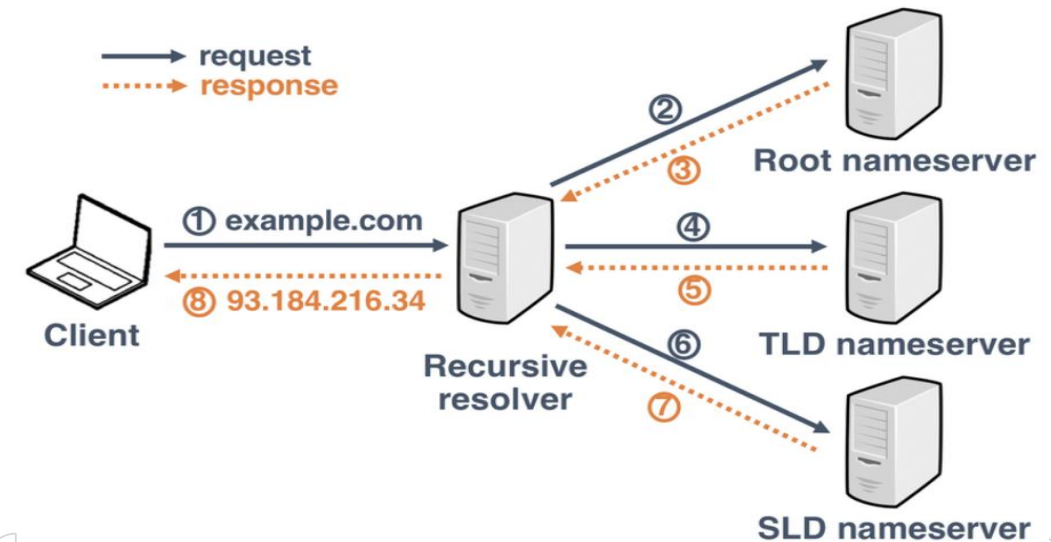 request
response
②
③
Root nameserver
① example.com
④
⑧ 93.184.216.34
⑤
Client
⑥
TLD nameserver
Recursive
resolver
⑦
SLD nameserver